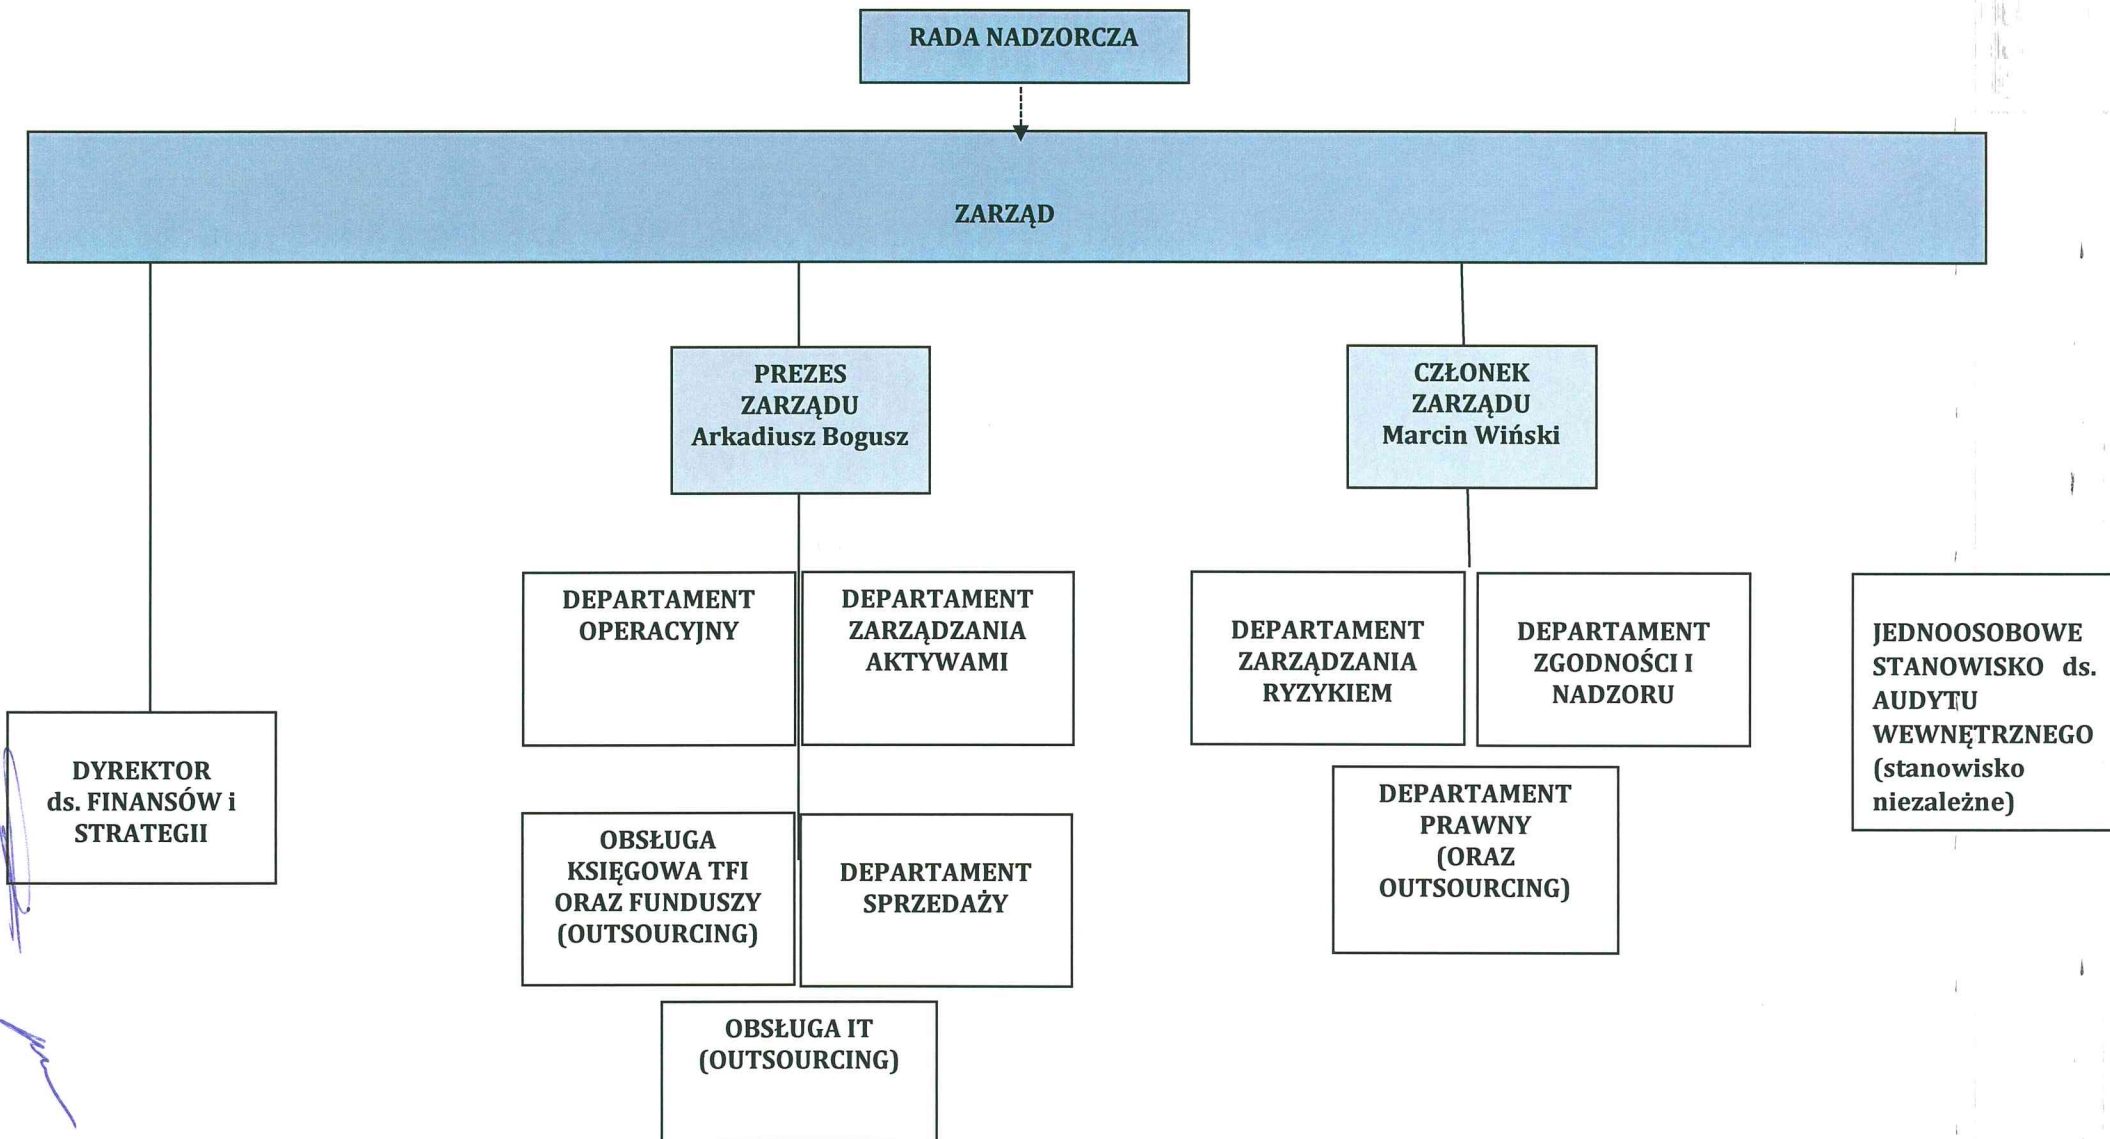 RADA NADZORCZA
ZARZĄD
PREZES
ZARZĄDU
Arkadiusz Bogusz
CZŁONEK
ZARZĄDU
Marcin Wiński
DEPARTAMENT
OPERACYJNY
DEPARTAMENT
ZARZĄDZANIA
AKTYWAMI
DEPARTAMENT
ZARZĄDZANIA
RYZYKIEM
DEPARTAMENT
ZGODNOŚCI I
NADZORU
JEDNOOSOBOWE
STANOWISKO ds.
AUDYTU
WEWNĘTRZNEGO
(stanowisko
niezależne)
DYREKTOR
ds. FINANSÓW i
STRATEGII
OBSŁUGA
KSIĘGOWA TFI
ORAZ FUNDUSZY
(OUTSOURCING)
DEPARTAMENT
SPRZEDAŻY
DEPARTAMENT
PRAWNY
(ORAZ
OUTSOURCING)
OBSŁUGA IT
(OUTSOURCING)